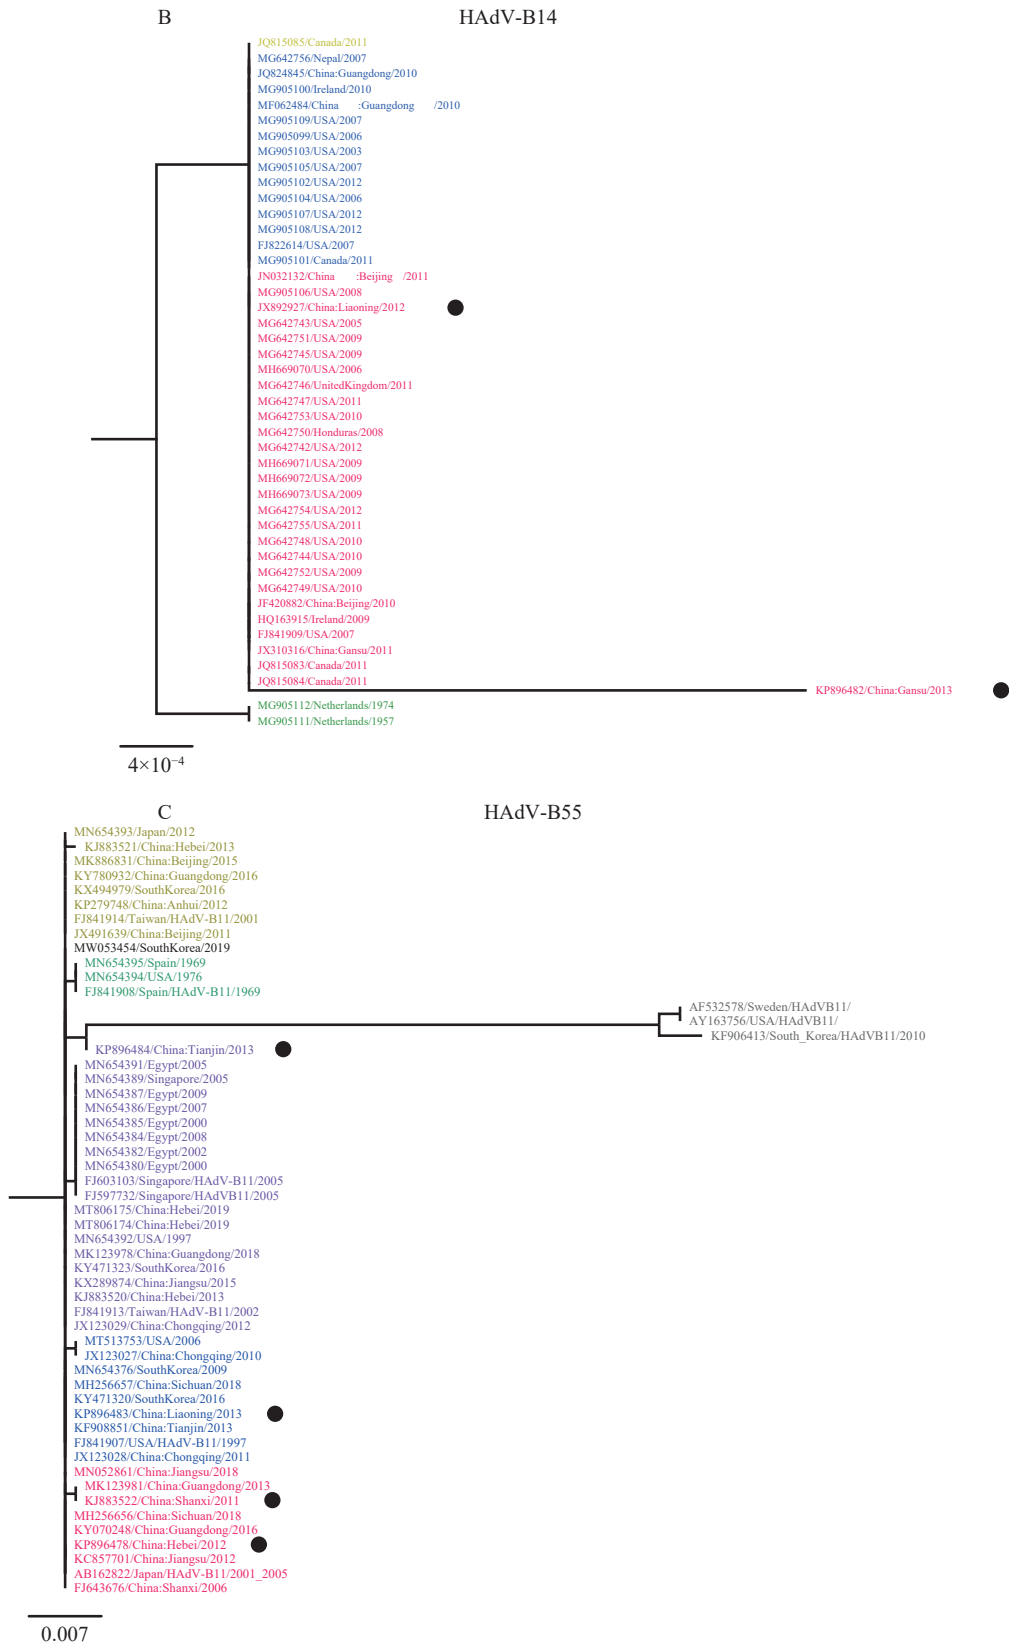 B
HAdV-B14
JQ815085/Canada/2011
MG642756/Nepal/2007
JQ824845/China:Guangdong/2010
MG905100/Ireland/2010
MF062484/China :Guangdong /2010
MG905109/USA/2007
MG905099/USA/2006
MG905103/USA/2003
MG905105/USA/2007
MG905102/USA/2012
MG905104/USA/2006
MG905107/USA/2012
MG905108/USA/2012
FJ822614/USA/2007
MG905101/Canada/2011
JN032132/China :Beijing /2011
MG905106/USA/2008
JX892927/China:Liaoning/2012
MG642743/USA/2005
MG642751/USA/2009
MG642745/USA/2009
MH669070/USA/2006
MG642746/UnitedKingdom/2011
MG642747/USA/2011
MG642753/USA/2010
MG642750/Honduras/2008
MG642742/USA/2012
MH669071/USA/2009
MH669072/USA/2009
MH669073/USA/2009
MG642754/USA/2012
MG642755/USA/2011
MG642748/USA/2010
MG642744/USA/2010
MG642752/USA/2009
MG642749/USA/2010
JF420882/China:Beijing/2010
HQ163915/Ireland/2009
FJ841909/USA/2007
JX310316/China:Gansu/2011
JQ815083/Canada/2011
JQ815084/Canada/2011
KP896482/China:Gansu/2013
MG905112/Netherlands/1974
MG905111/Netherlands/1957
4×10⁻⁴
C
HAdV-B55
MN654393/Japan/2012
KJ883521/China:Hebei/2013
MK886831/China:Beijing/2015
KY780932/China:Guangdong/2016
KX494979/SouthKorea/2016
KP279748/China:Anhui/2012
FJ841914/Taiwan/HAdV-B11/2001
JX491639/China:Beijing/2011
MW053454/SouthKorea/2019
MN654395/Spain/1969
MN654394/USA/1976
FJ841908/Spain/HAdV-B11/1969
AF532578/Sweden/HAdVB11/
AY163756/USA/HAdVB11/
KF906413/South_Korea/HAdVB11/2010
KP896484/China:Tianjin/2013
MN654391/Egypt/2005
MN654389/Singapore/2005
MN654387/Egypt/2009
MN654386/Egypt/2007
MN654385/Egypt/2000
MN654384/Egypt/2008
MN654382/Egypt/2002
MN654380/Egypt/2000
FJ603103/Singapore/HAdV-B11/2005
FJ597732/Singapore/HAdVB11/2005
MT806175/China:Hebei/2019
MT806174/China:Hebei/2019
MN654392/USA/1997
MK123978/China:Guangdong/2018
KY471323/SouthKorea/2016
KX289874/China:Jiangsu/2015
KJ883520/China:Hebei/2013
FJ841913/Taiwan/HAdV-B11/2002
JX123029/China:Chongqing/2012
MT513753/USA/2006
JX123027/China:Chongqing/2010
MN654376/SouthKorea/2009
MH256657/China:Sichuan/2018
KY471320/SouthKorea/2016
KP896483/China:Liaoning/2013
KF908851/China:Tianjin/2013
FJ841907/USA/HAdV-B11/1997
JX123028/China:Chongqing/2011
MN052861/China:Jiangsu/2018
MK123981/China:Guangdong/2013
KJ883522/China:Shanxi/2011
MH256656/China:Sichuan/2018
KY070248/China:Guangdong/2016
KP896478/China:Hebei/2012
KC857701/China:Jiangsu/2012
AB162822/Japan/HAdV-B11/2001_2005
FJ643676/China:Shanxi/2006
0.007